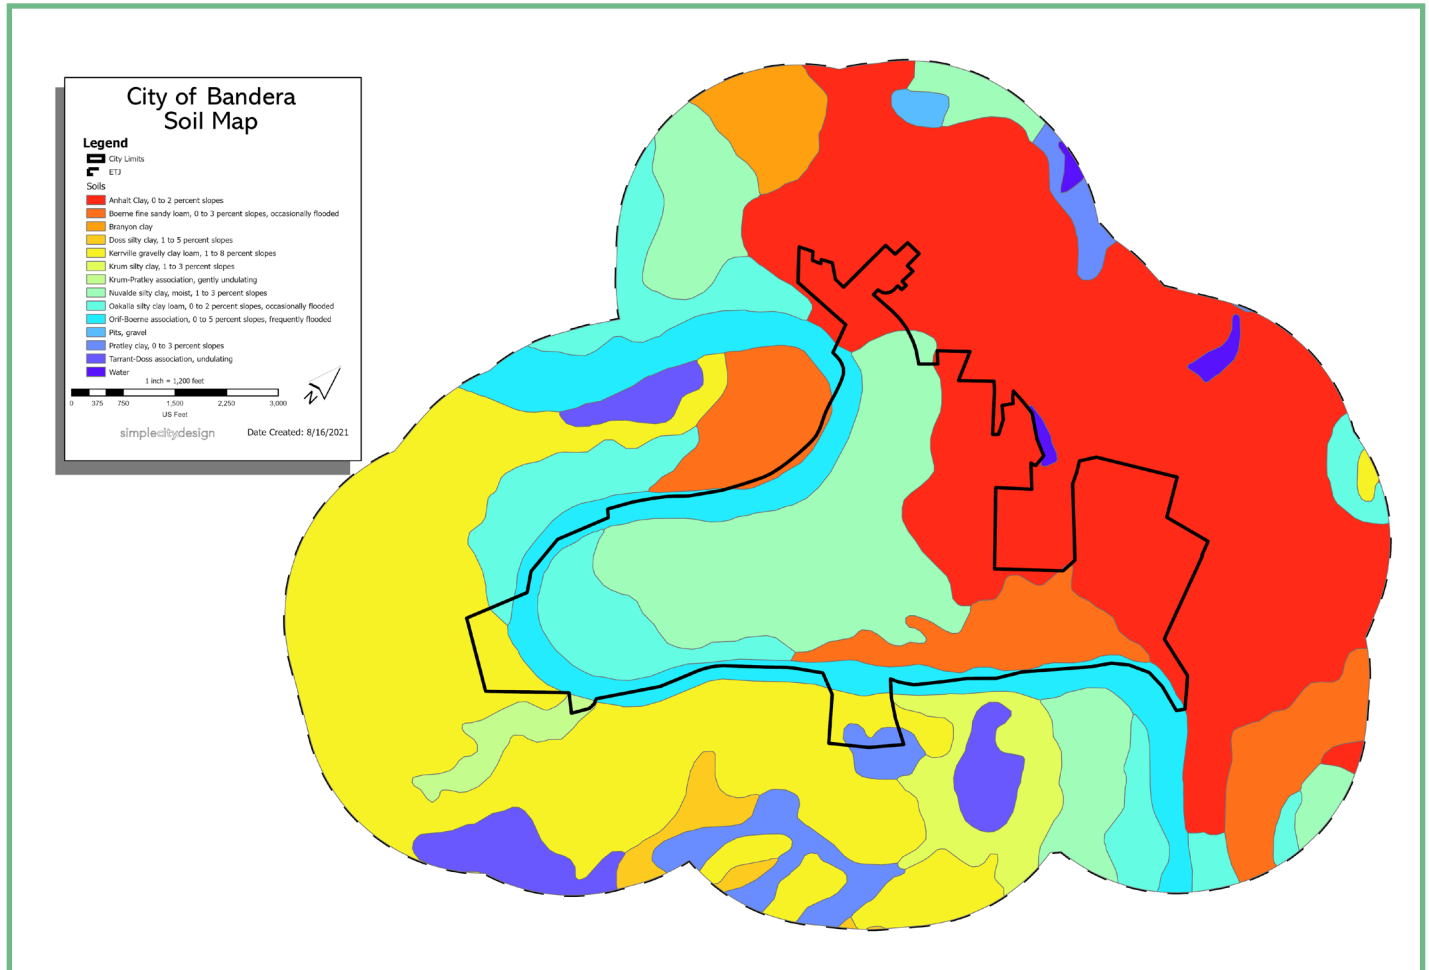 City of Bandera
Soil Map
Legend
City Limits
ETJ
Soils
Anhalt Clay, 0 to 2 percent slopes
Boerne fine sandy loam, 0 to 3 percent slopes, occasionally flooded
Branyon clay
Doss silty clay, 1 to 5 percent slopes
Kerrville gravelly clay loam, 1 to 8 percent slopes
Krum silty clay, 1 to 3 percent slopes
Krum-Pratley association, gently undulating
Nuvalde silty clay, moist, 1 to 3 percent slopes
Oakalla silty clay loam, 0 to 2 percent slopes, occasionally flooded
Orif-Boerne association, 0 to 5 percent slopes, frequently flooded
Pits, gravel
Pratley clay, 0 to 3 percent slopes
Tarrant-Doss association, undulating
Water
1 inch = 1,200 feet
N
0 375 750 1,500 2,250 3,000
US Feet
simplecitydesign
Date Created: 8/16/2021